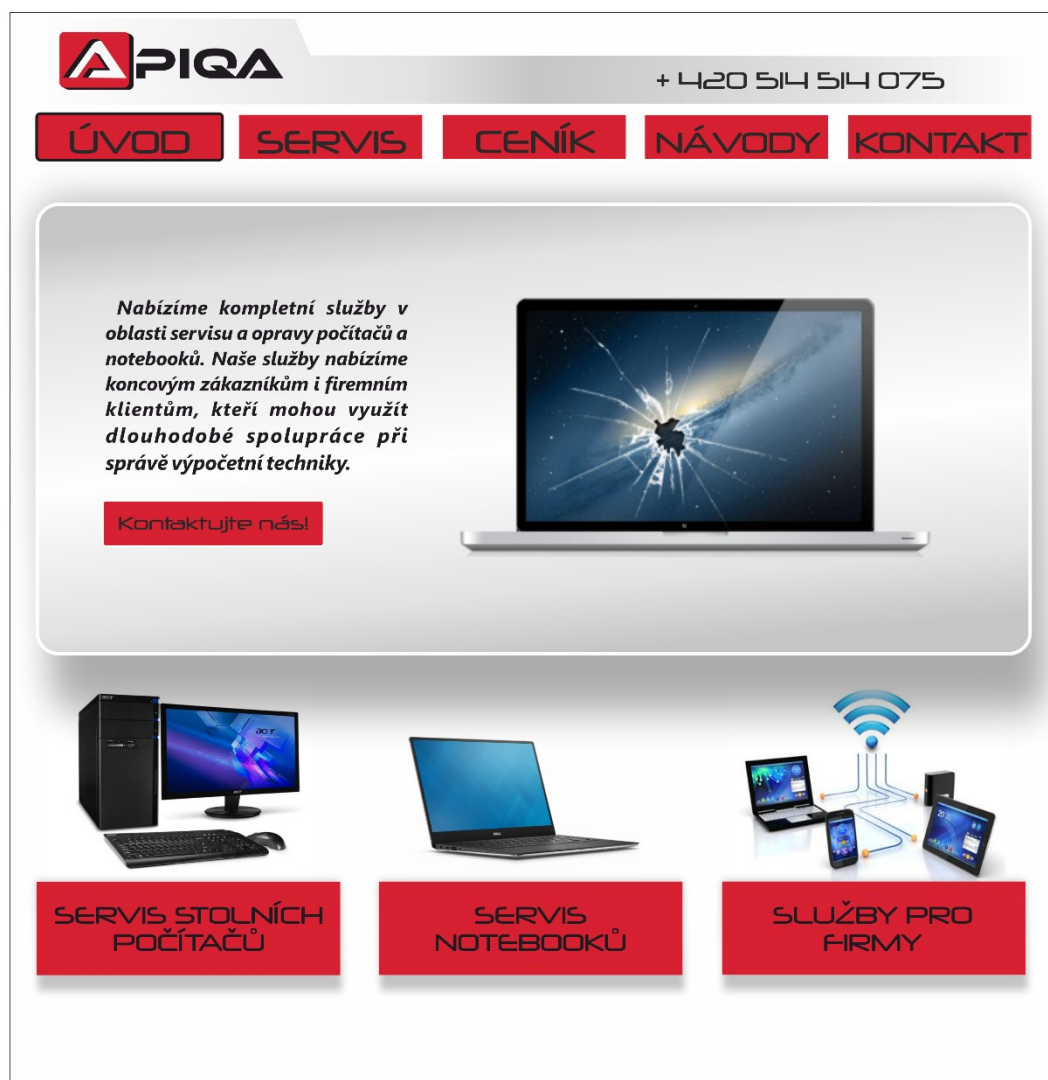 APIQA
+ 420 514 514 075
ÚVOD SERVIS CENÍK NÁVODY KONTAKT
Nabízíme kompletní služby v
oblasti servisu a opravy počítačů a
notebooků. Naše služby nabízíme
koncovým zákazníkům i firemním
klientům, kteří mohou využít
dlouhodobé spolupráce při
správě výpočetní techniky.
Kontaktujte nás!
acer
DELL
SERVIS STOLNÍCH
POČÍTAČŮ
SERVIS
NOTEBOOKŮ
SLUŽBY PRO
FIRMY